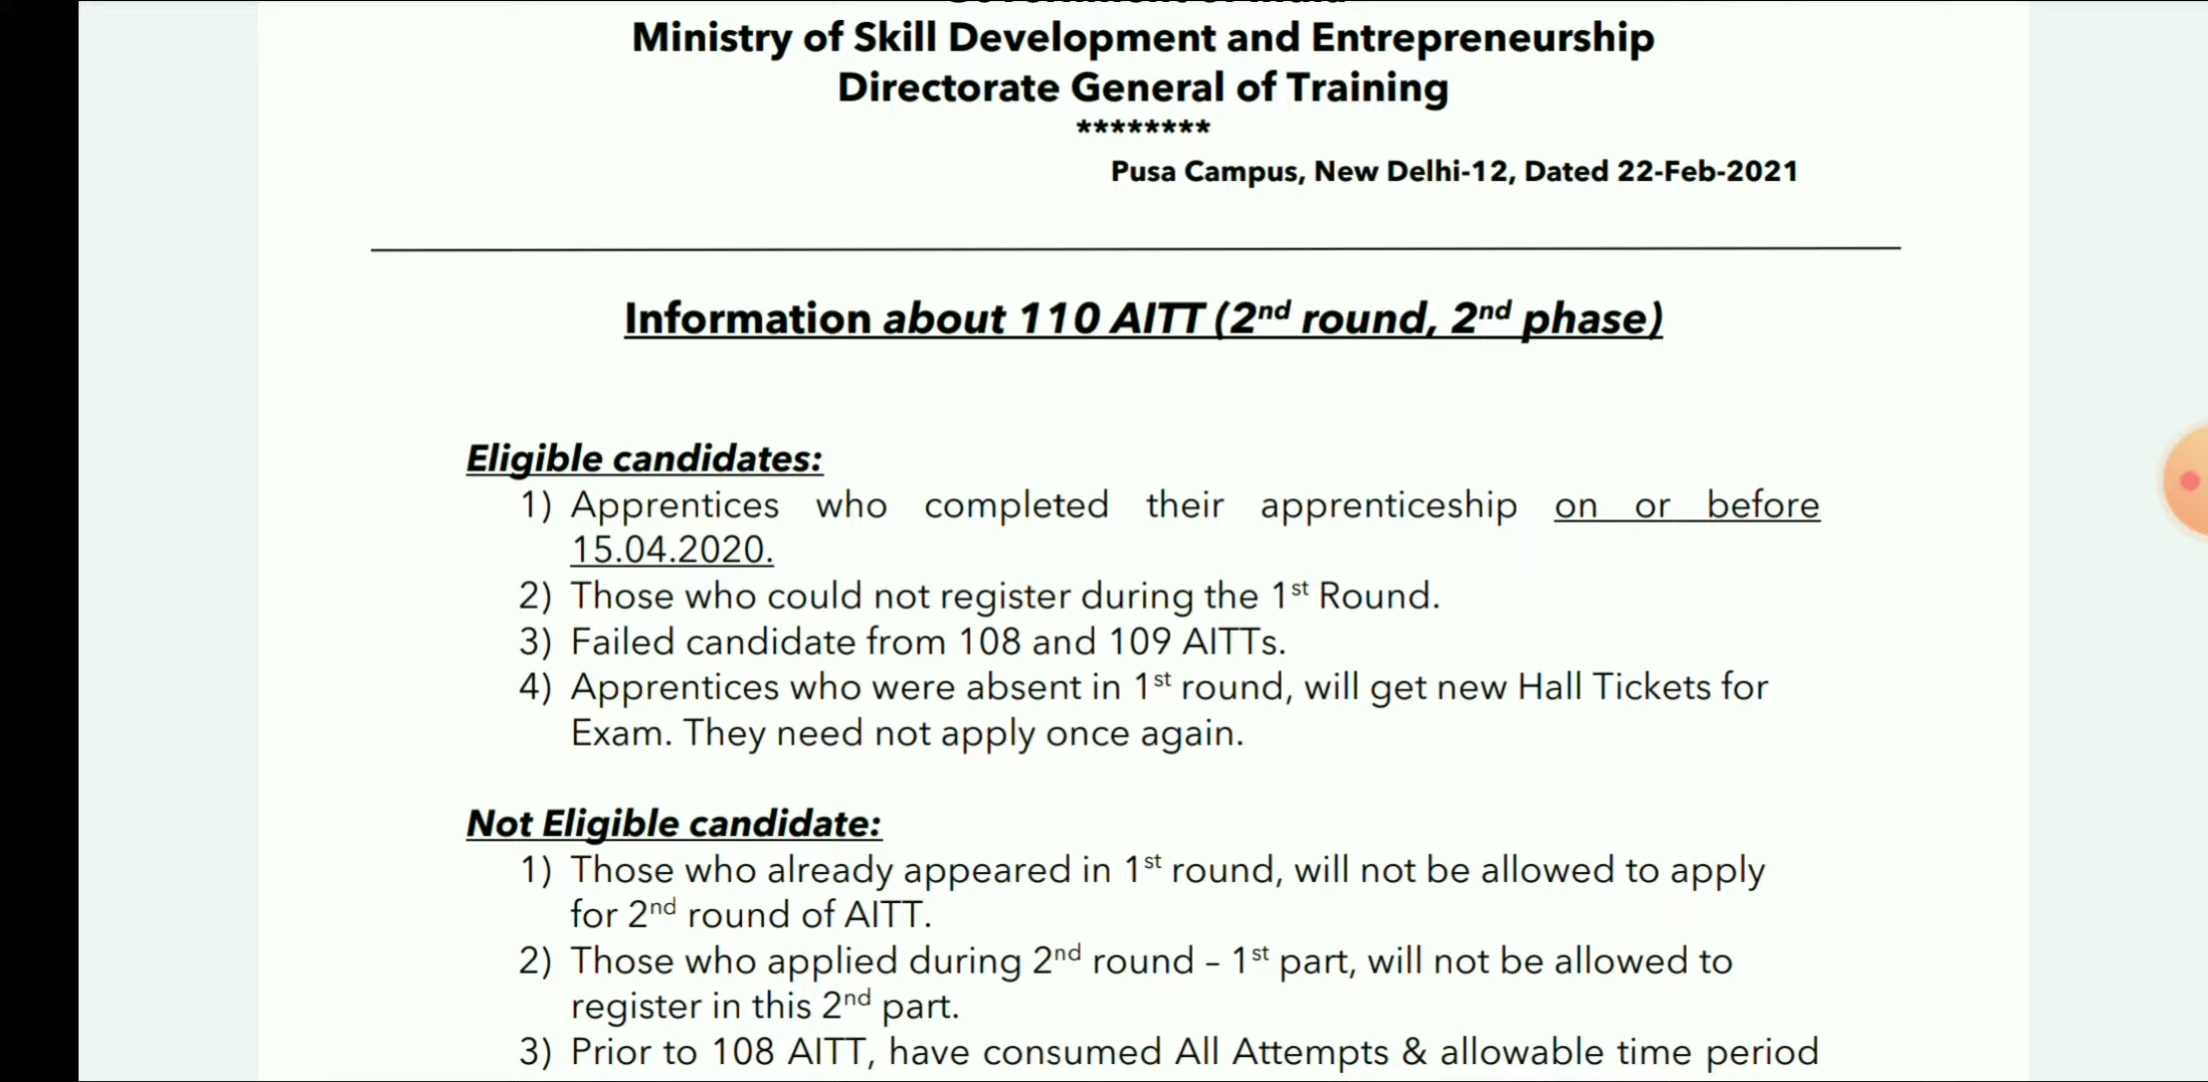 Ministry of Skill Development and Entrepreneurship
Directorate General of Training
********
Pusa Campus, New Delhi-12, Dated 22-Feb-2021
Information about 110 AITT (2nd round, 2nd phase)
Eligible candidates:
1) Apprentices who completed their apprenticeship on or before
15.04.2020.
2) Those who could not register during the 1st Round.
3) Failed candidate from 108 and 109 AITTs.
4) Apprentices who were absent in 1st round, will get new Hall Tickets for
Exam. They need not apply once again.
Not Eligible candidate:
1) Those who already appeared in 1st round, will not be allowed to apply
for 2nd round of AITT.
2) Those who applied during 2nd round – 1st part, will not be allowed to
register in this 2nd part.
3) Prior to 108 AITT, have consumed All Attempts & allowable time period